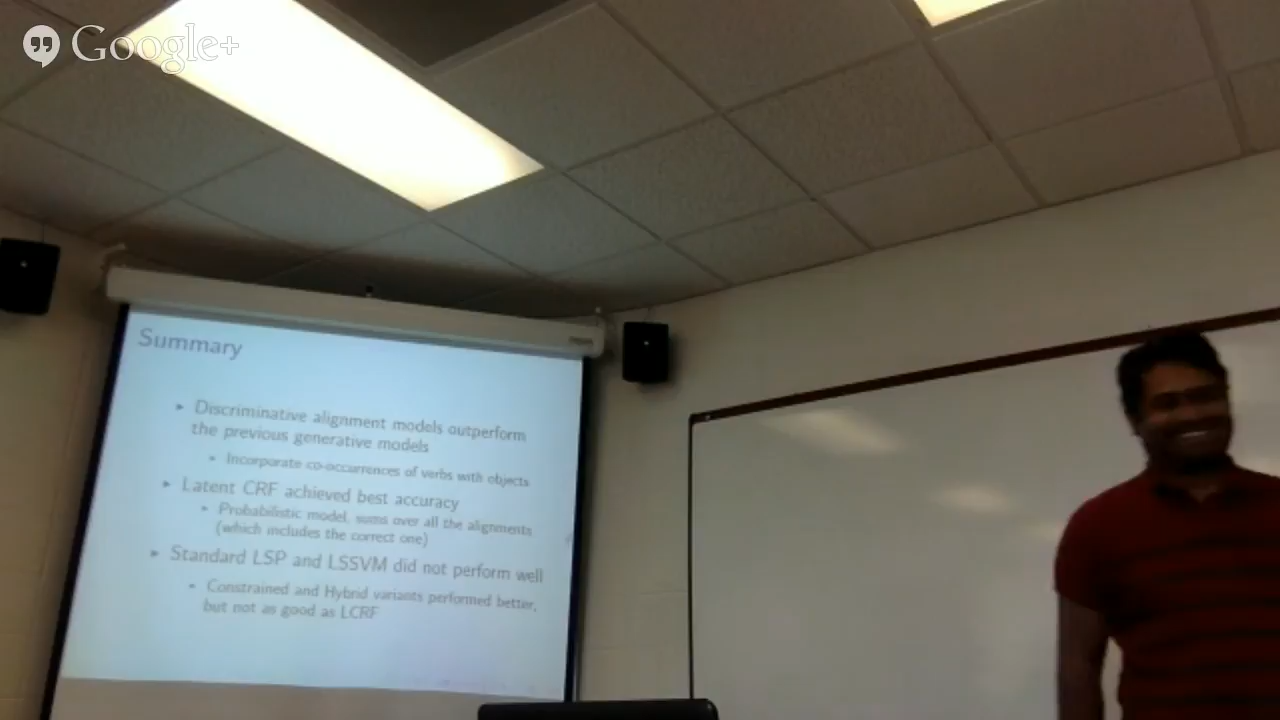 Google+
Summary
Discriminative alignment models outperform
the previous generative models
Incorporate co-occurrences of verbs with objects
Latent CRF achieved best accuracy
Probabilistic model, sums over all the alignments
(which includes the correct one)
Standard LSP and LSSVM did not perform well
Constrained and Hybrid variants performed better,
but not as good as LCRF